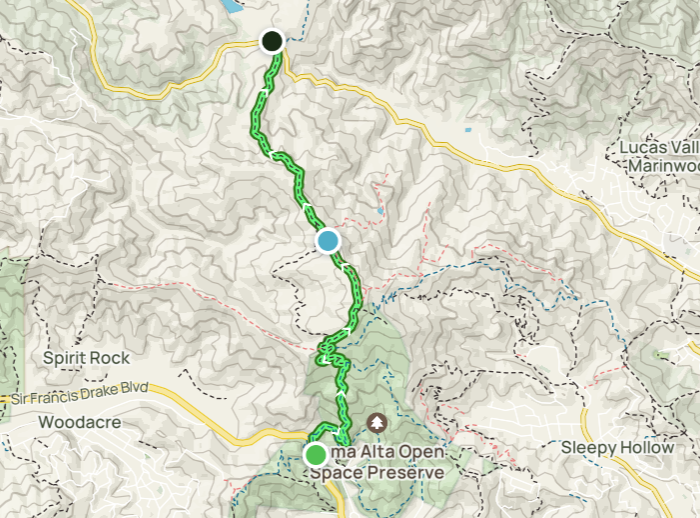 Lucas Vall
Marinwoo
Spirit Rock
Sir Francis Drake Blvd
Woodacre
ma Alta Open
Space Preserve
Sleepy Hollow